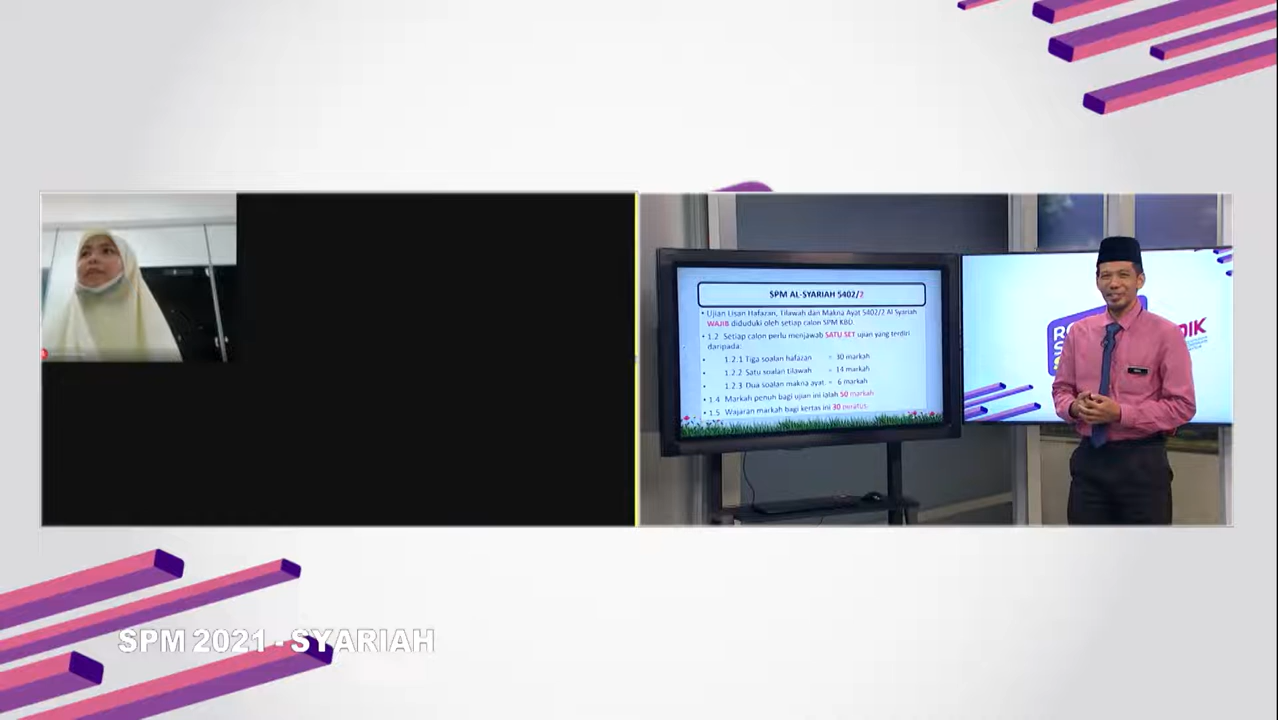 SPM AL-SYARIAH 5402/2
• Ujian Lisan Hafazan, Tilawah dan Makna Ayat 5402/2 Al Syariah
WAJIB diduduki oleh setiap calon SPM KBD.
• 1.2 Setiap calon perlu menjawab SATU SET ujian yang terdiri
daripada:
• 1.2.1 Tiga soalan hafazan = 30 markah
• 1.2.2 Satu soalan tilawah = 14 markah
• 1.2.3 Dua soalan makna ayat = 6 markah
• 1.4 Markah penuh bagi ujian ini ialah 50 markah
• 1.5 Wajaran markah bagi kertas ini 30 peratus.
DIK
SPM 2021 - SYARIAH